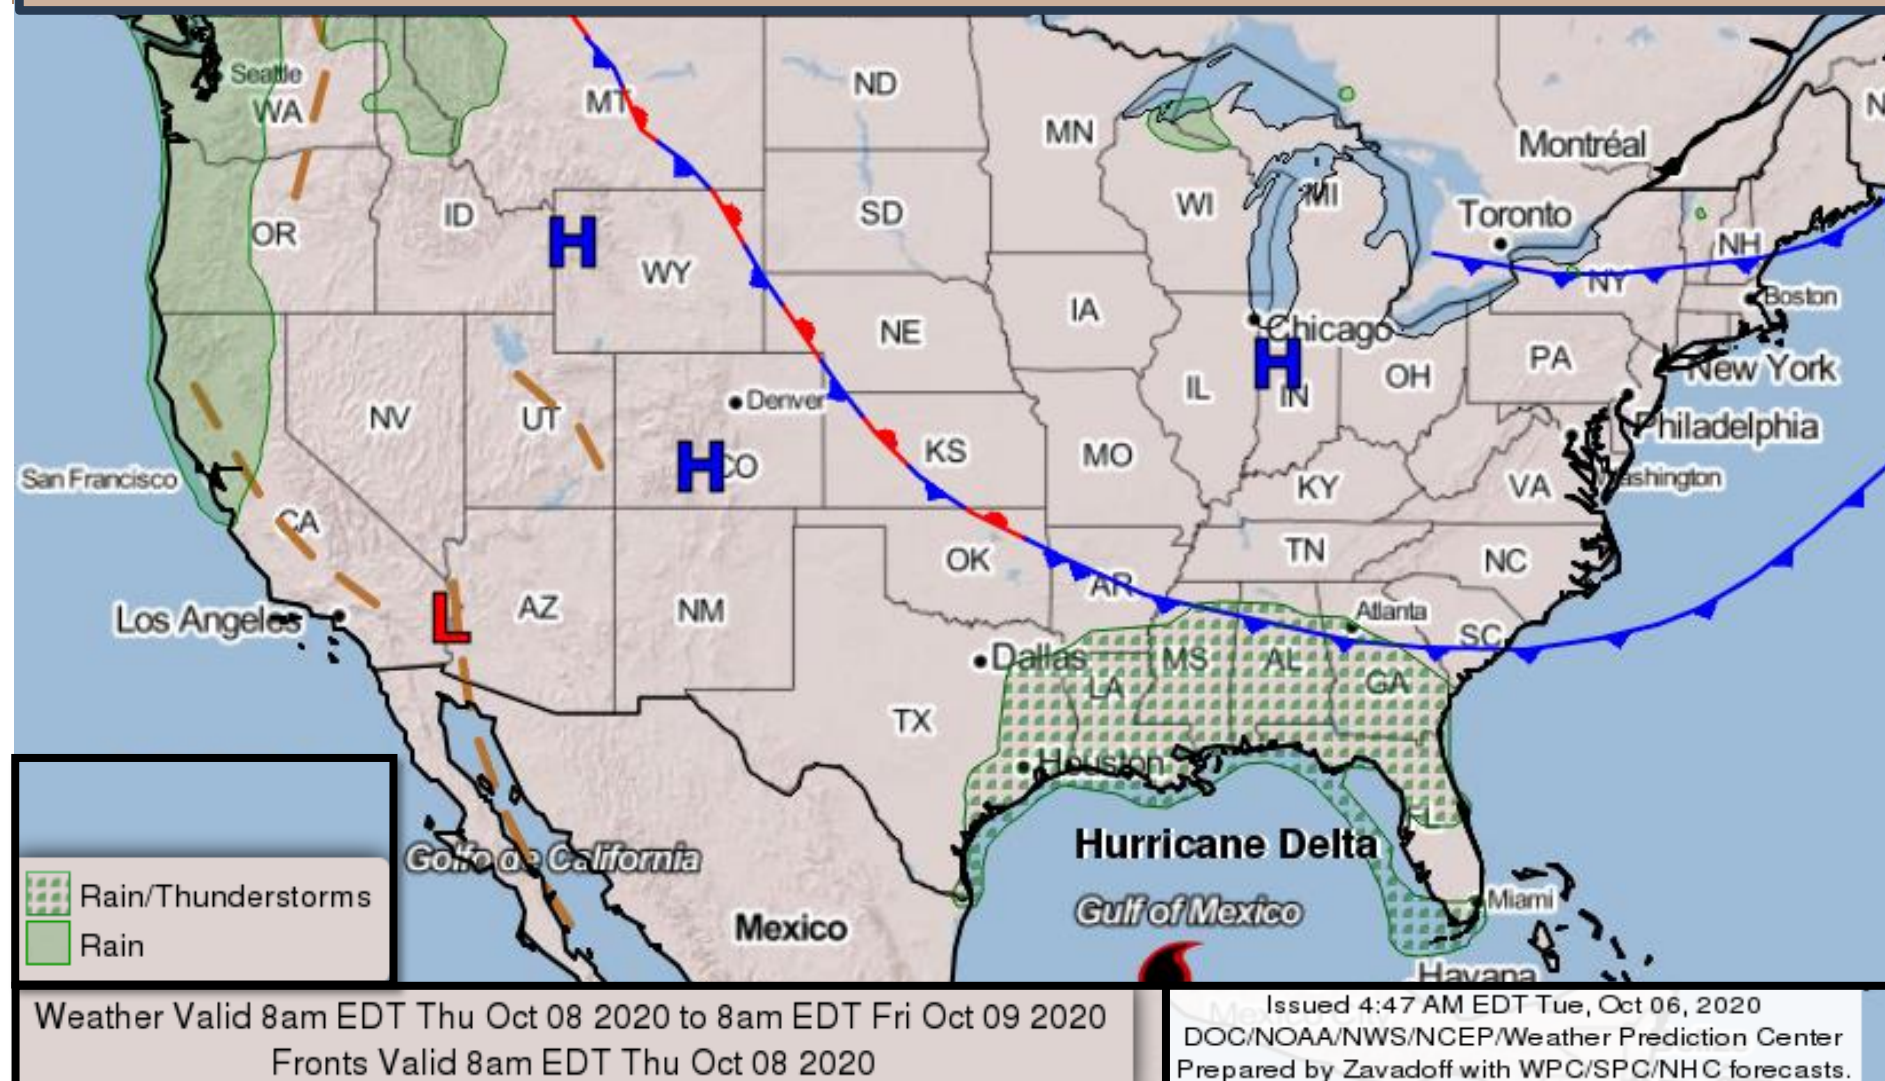 Seattle
WA
MT
ND
MN
Montréal
N
OR
ID
H
WY
SD
WI
MI
Toronto
NH
NY
Boston
NE
IA
Chicago
H
IL
IN
OH
PA
New York
NV
UT
Denver
H
CO
KS
MO
KY
VA
Philadelphia
Washington
San Francisco
CA
OK
AR
TN
NC
Los Angeles
L
AZ
NM
Dallas
TX
LA
MS
AL
Atlanta
GA
SC
Houston
FL
Hurricane Delta
Golfo de California
Gulf of Mexico
Miami
Mexico
Havana
Rain/Thunderstorms
Rain
Mexico City
Weather Valid 8am EDT Thu Oct 08 2020 to 8am EDT Fri Oct 09 2020
Fronts Valid 8am EDT Thu Oct 08 2020
Issued 4:47 AM EDT Tue, Oct 06, 2020
DOC/NOAA/NWS/NCEP/Weather Prediction Center
Prepared by Zavadoff with WPC/SPC/NHC forecasts.